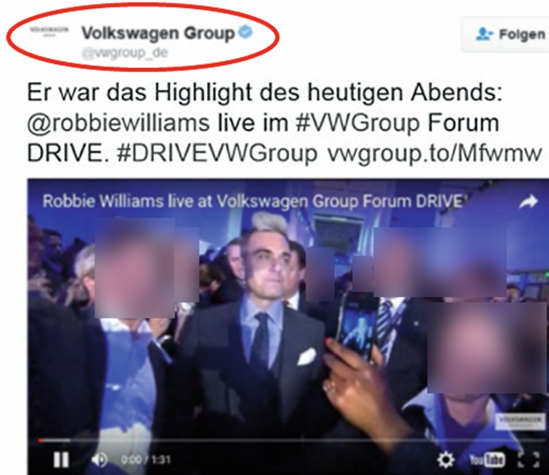 VOLKSWAGEN
Volkswagen Group
@vwgroup_de
Folgen
Er war das Highlight des heutigen Abends:
@robbiewilliams live im #VWGroup Forum
DRIVE. #DRIVEVWGroup vwgroup.to/Mfwmw
Robbie Williams live at Volkswagen Group Forum DRIVE
VOLKSWAGEN
0:00 / 1:31
YouTube